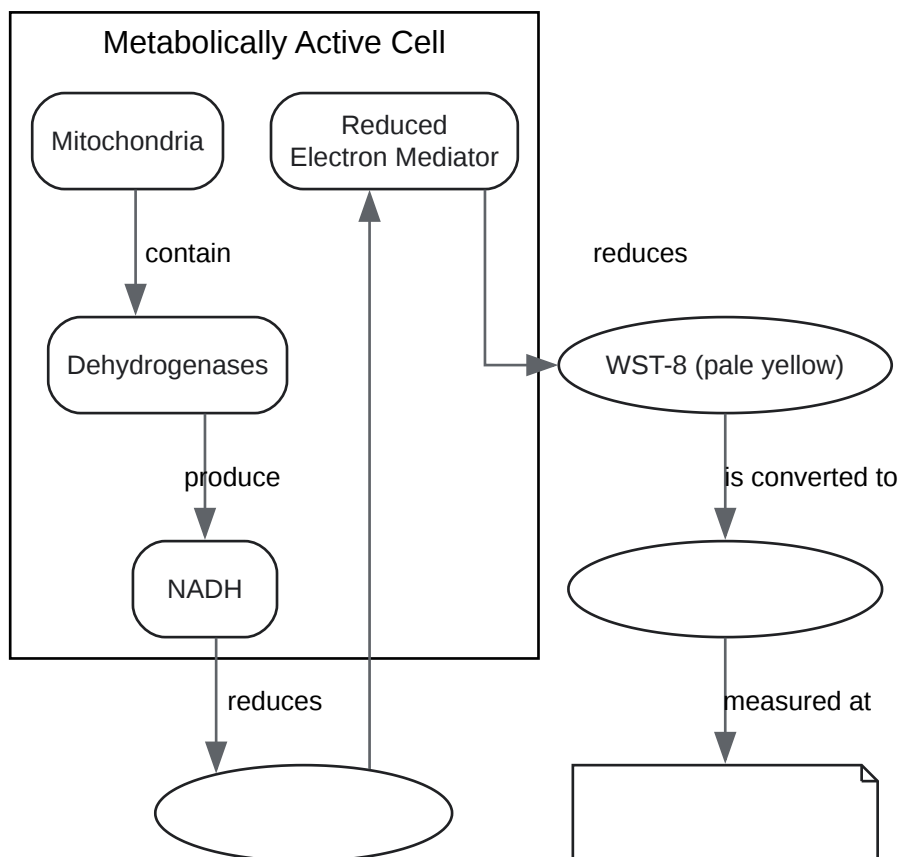 Metabolically Active Cell
Mitochondria
Reduced
Electron Mediator
contain
reduces
Dehydrogenases
WST-8 (pale yellow)
produce
is converted to
NADH
reduces
measured at